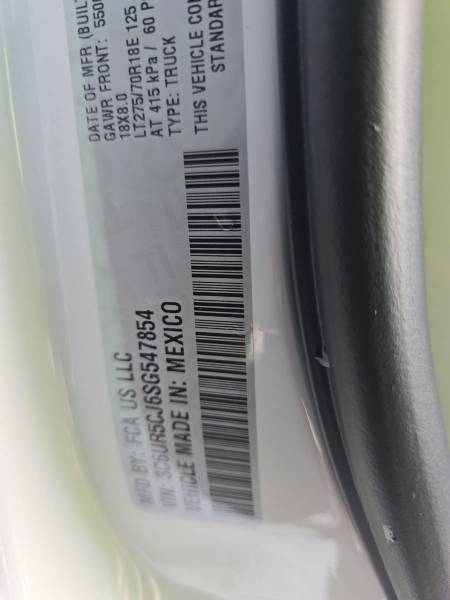 MFD BY: FCA US LLC
DATE OF MFR (BUIL
GAWR FRONT: 550
18X8.0
LT275/70R18E 125
AT 415 kPa / 60 P
TYPE: TRUCK
THIS VEHICLE CON
STANDAR
VIN: 3C6UR5CJ6SG547854
VEHICLE MADE IN: MEXICO